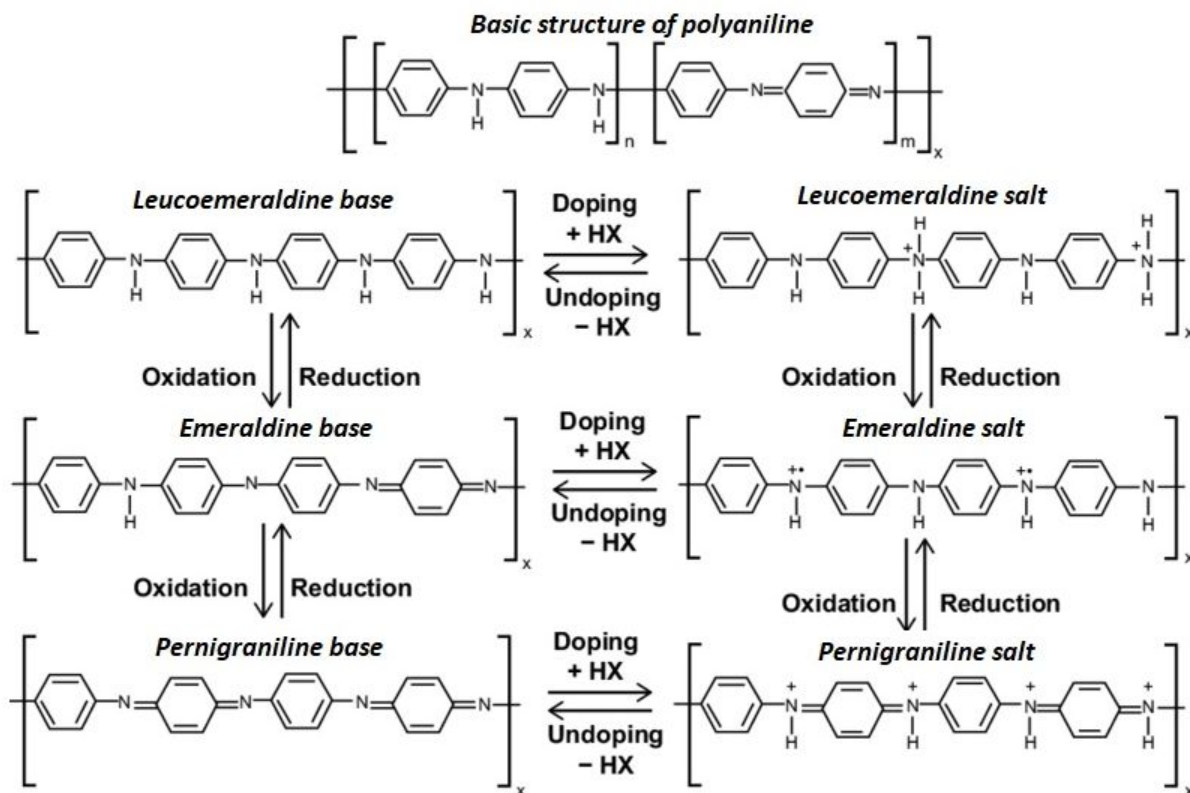 Basic structure of polyaniline
N N N N
H H
n m x
Leucoemeraldine base Doping + HX Leucoemeraldine salt
H H
N N N N N + N N + N
H H H H Undoping − HX H H H H
x x
Oxidation Reduction Oxidation Reduction
Emeraldine base Doping + HX Emeraldine salt
+• +•
N N N N N N N N
H Undoping − HX H H H H
x x
Oxidation Reduction Oxidation Reduction
Pernigraniline base Doping + HX Pernigraniline salt
+ + + +
N N N N N N N N
Undoping − HX H H H H
x x